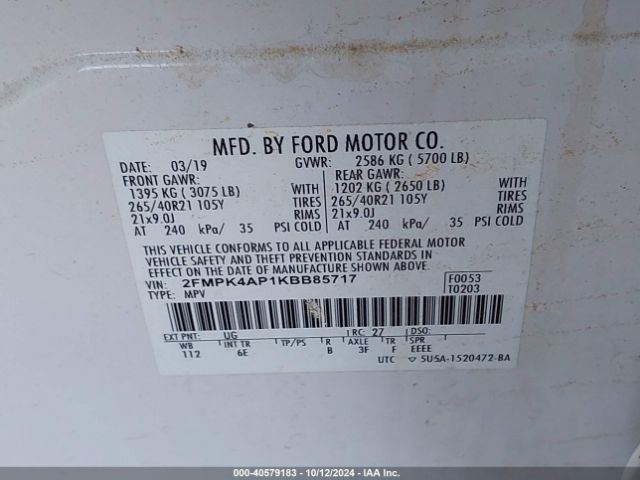 MFD. BY FORD MOTOR CO.
DATE: 03/19 GVWR: 2586 KG ( 5700 LB)
FRONT GAWR: REAR GAWR:
1395 KG ( 3075 LB) WITH 1202 KG ( 2650 LB) WITH
265/40R21 105Y TIRES 265/40R21 105Y TIRES
21x9.0J RIMS 21x9.0J RIMS
AT 240 kPa/ 35 PSI COLD AT 240 kPa/ 35 PSI COLD
THIS VEHICLE CONFORMS TO ALL APPLICABLE FEDERAL MOTOR
VEHICLE SAFETY AND THEFT PREVENTION STANDARDS IN
EFFECT ON THE DATE OF MANUFACTURE SHOWN ABOVE.
VIN: 2FMPK4AP1KBB85717 F0053
TYPE: MPV T0203
EXT PNT: UG RC: 27 DSO:
WB INT TR TP/PS R AXLE TR SPR
112 6E B 3F F EEEE
UTC 5U5A-1520472-BA
000-40579183 - 10/12/2024 - IAA Inc.